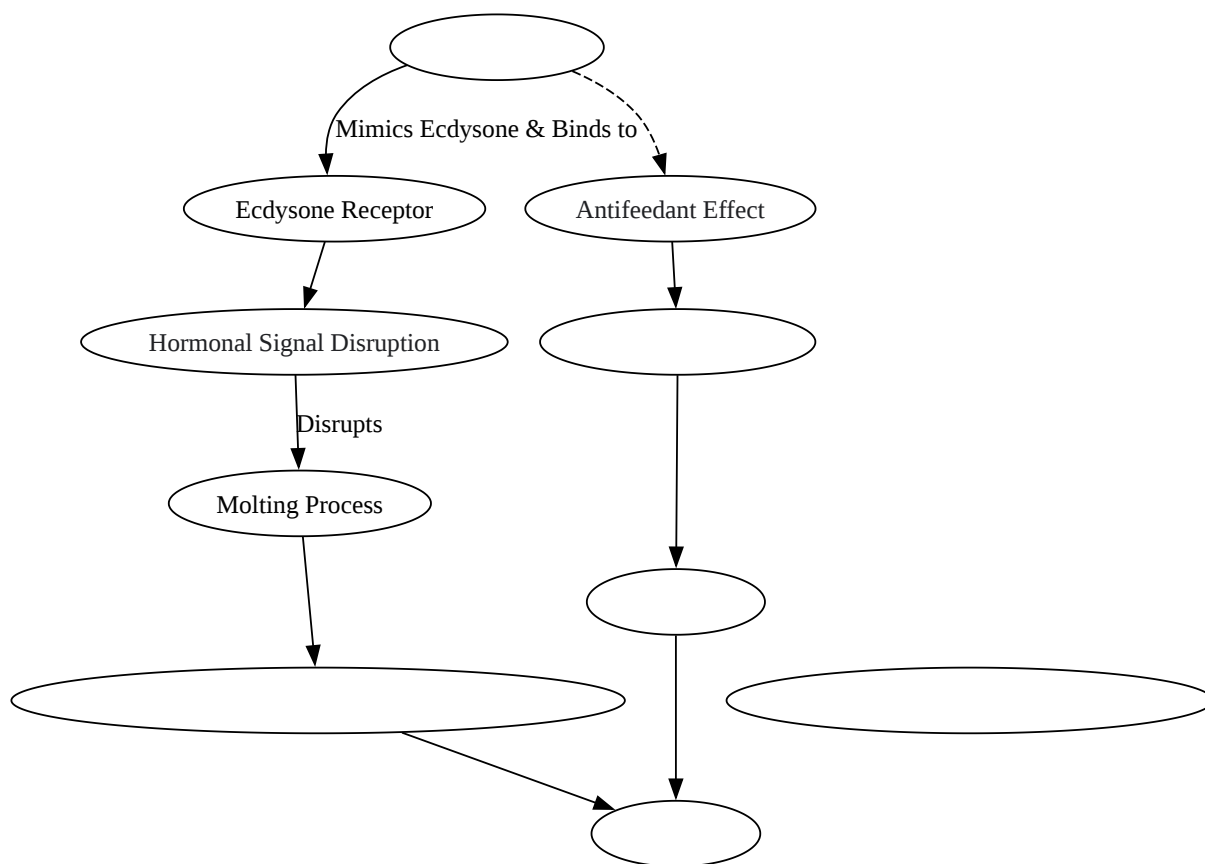 Mimics Ecdysone & Binds to
Ecdysone Receptor
Antifeedant Effect
Hormonal Signal Disruption
Disrupts
Molting Process